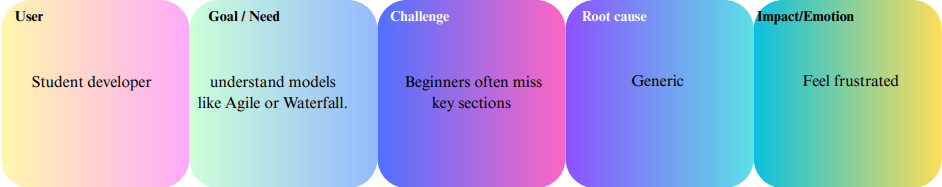 User
Student developer
Goal / Need
understand models
like Agile or Waterfall.
Challenge
Beginners often miss
key sections
Root cause
Generic
Impact/Emotion
Feel frustrated